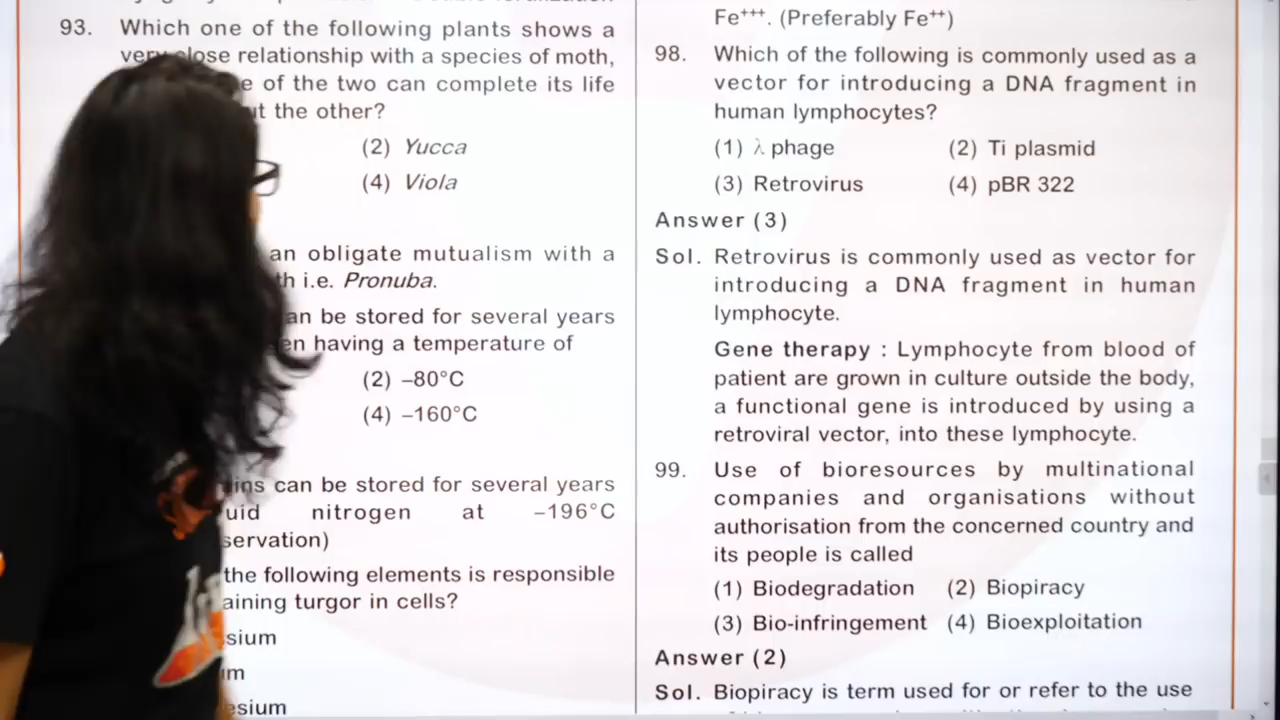 93. Which one of the following plants shows a
very close relationship with a species of moth,
e of the two can complete its life
ut the other?
(2) Yucca
(4) Viola
an obligate mutualism with a
th i.e. Pronuba.
an be stored for several years
en having a temperature of
(2) –80°C
(4) –160°C
ins can be stored for several years
uid nitrogen at –196°C
servation)
the following elements is responsible
aining turgor in cells?
sium
um
esium
Fe+++. (Preferably Fe++)
98. Which of the following is commonly used as a
vector for introducing a DNA fragment in
human lymphocytes?
(1) λ phage (2) Ti plasmid
(3) Retrovirus (4) pBR 322
Answer (3)
Sol. Retrovirus is commonly used as vector for
introducing a DNA fragment in human
lymphocyte.
Gene therapy : Lymphocyte from blood of
patient are grown in culture outside the body,
a functional gene is introduced by using a
retroviral vector, into these lymphocyte.
99. Use of bioresources by multinational
companies and organisations without
authorisation from the concerned country and
its people is called
(1) Biodegradation (2) Biopiracy
(3) Bio-infringement (4) Bioexploitation
Answer (2)
Sol. Biopiracy is term used for or refer to the use